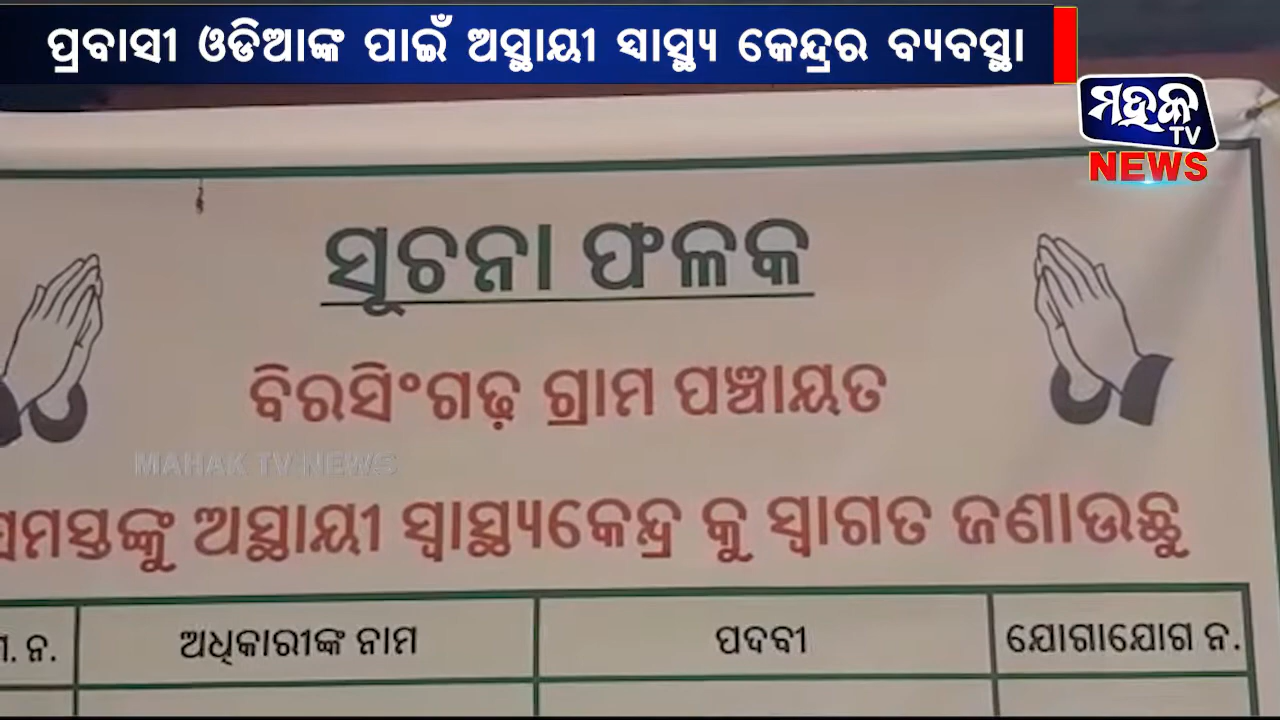 ପ୍ରବାସୀ ଓଡିଆଙ୍କ ପାଇଁ ଅସ୍ଥାୟୀ ସ୍ୱାସ୍ଥ୍ୟ କେନ୍ଦ୍ରର ବ୍ୟବସ୍ଥା
ମହକ
TV
NEWS
ସୂଚନା ଫଳକ
ବିରସିଂଗଢ଼ ଗ୍ରାମ ପଞ୍ଚାୟତ
MAHAK TV NEWS
ସମସ୍ତଙ୍କୁ ଅସ୍ଥାୟୀ ସ୍ୱାସ୍ଥ୍ୟକେନ୍ଦ୍ର କୁ ସ୍ୱାଗତ ଜଣାଉଛୁ
ନ. ଅଧିକାରୀଙ୍କ ନାମ ପଦବୀ ଯୋଗାଯୋଗ ନ.